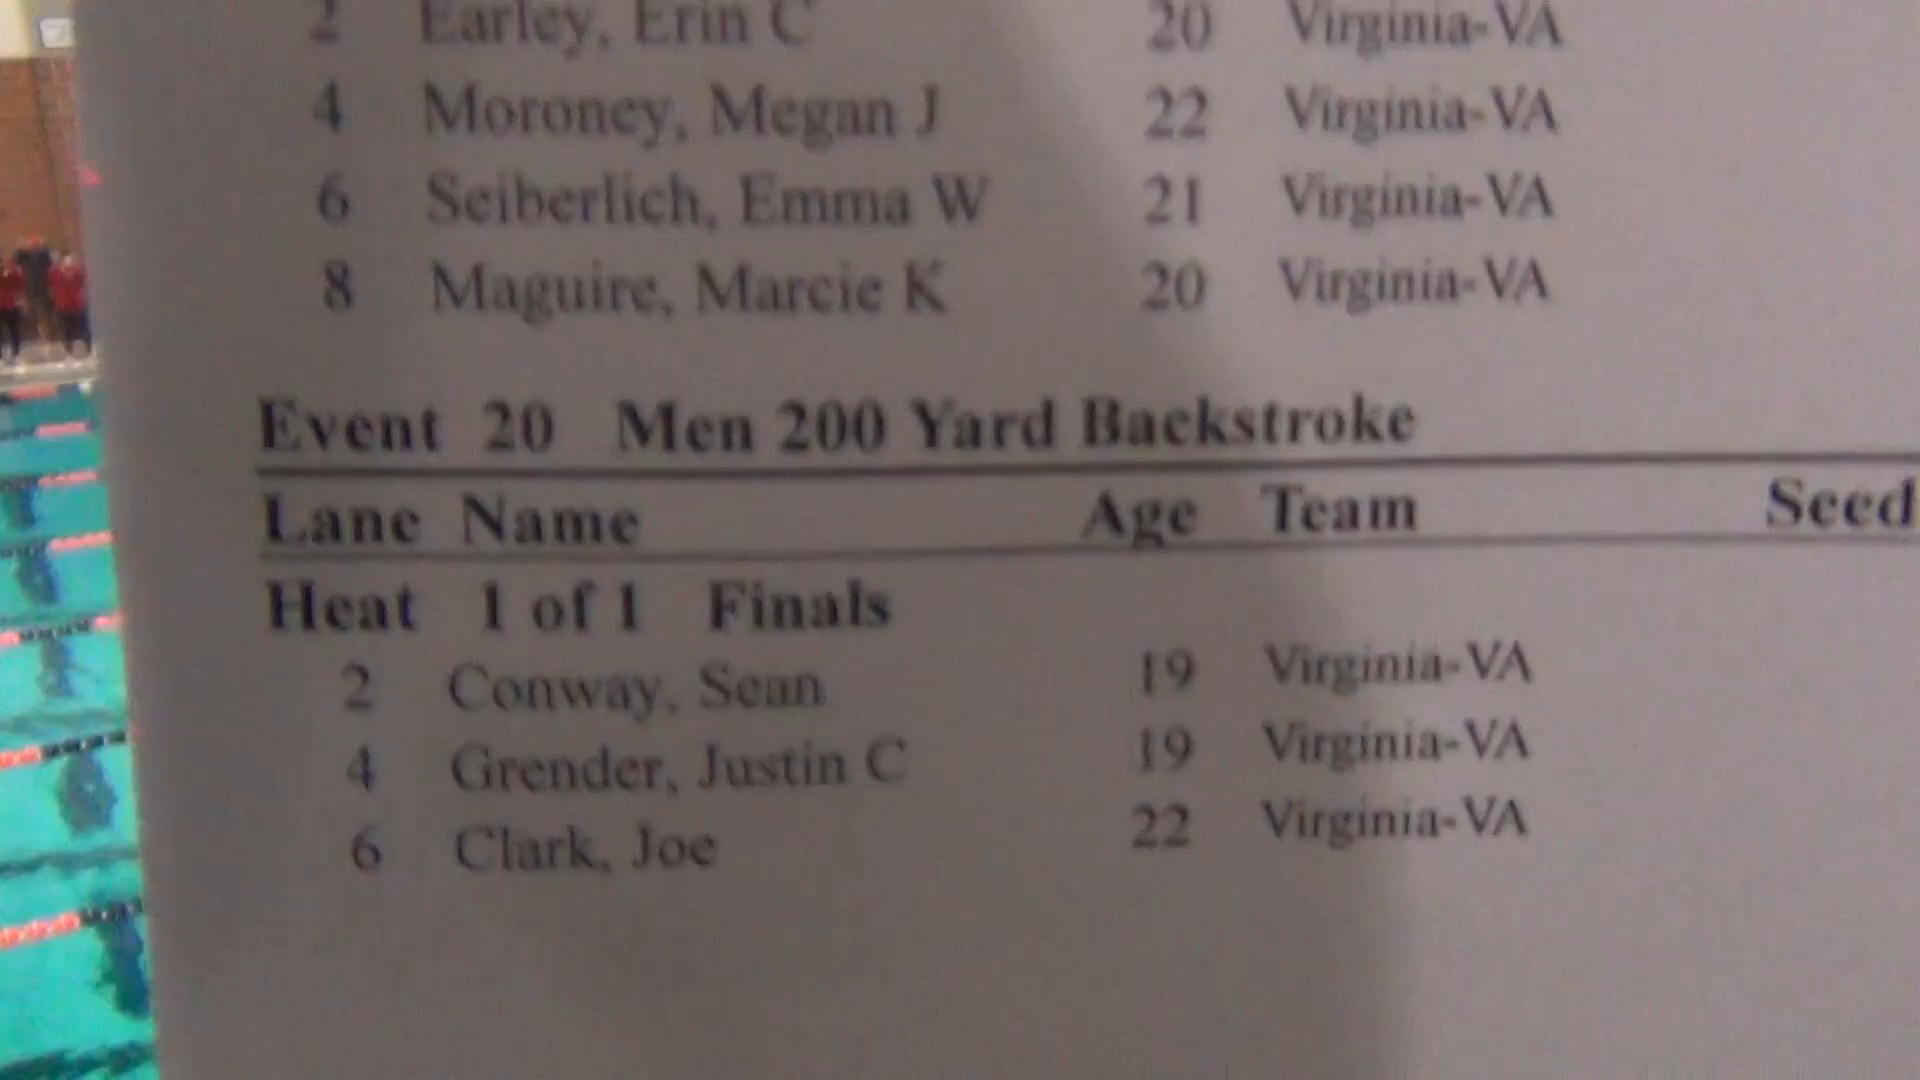 2 Earley, Erin C 20 Virginia-VA
4 Moroney, Megan J 22 Virginia-VA
6 Seiberlich, Emma W 21 Virginia-VA
8 Maguire, Marcie K 20 Virginia-VA
Event 20 Men 200 Yard Backstroke
Lane Name Age Team Seed
Heat 1 of 1 Finals
2 Conway, Sean 19 Virginia-VA
4 Grender, Justin C 19 Virginia-VA
6 Clark, Joe 22 Virginia-VA